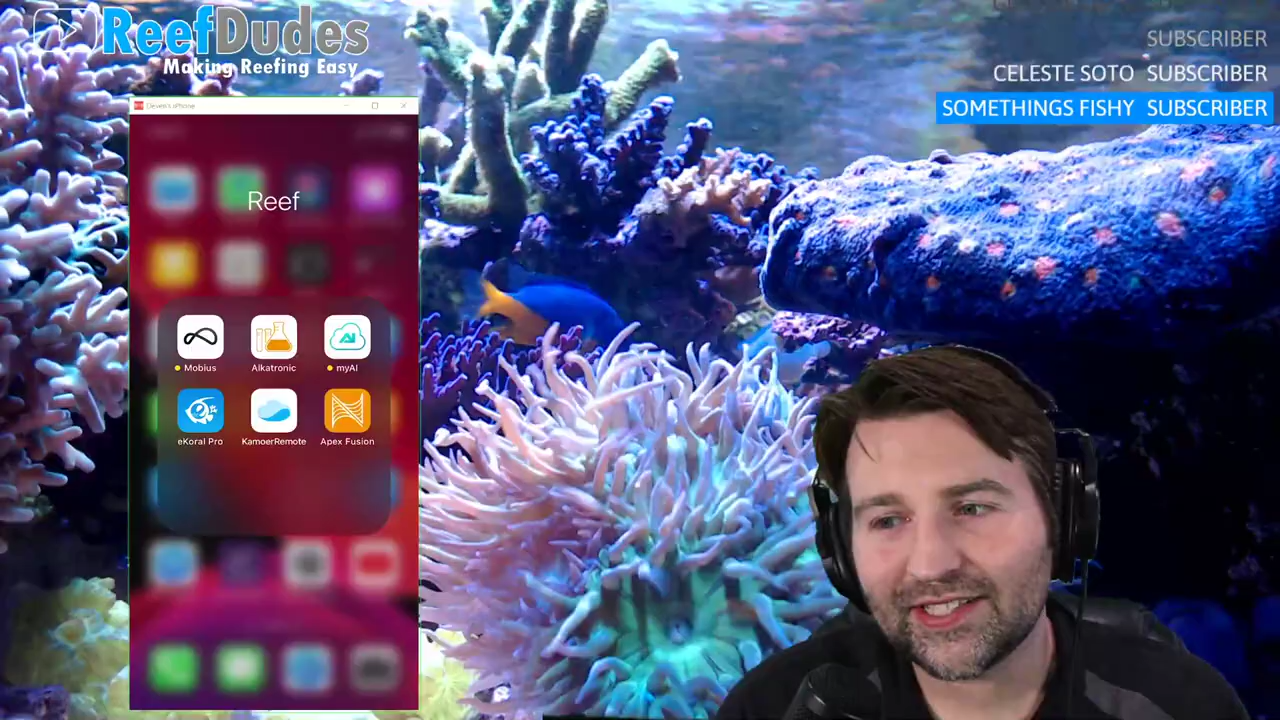 ReefDudes
Making Reefing Easy
SUBSCRIBER
CELESTE SOTO SUBSCRIBER
SOMETHINGS FISHY SUBSCRIBER
Reef
AI
Mobius
Alkatronic
myAI
eKoral Pro
KamoerRemote
Apex Fusion